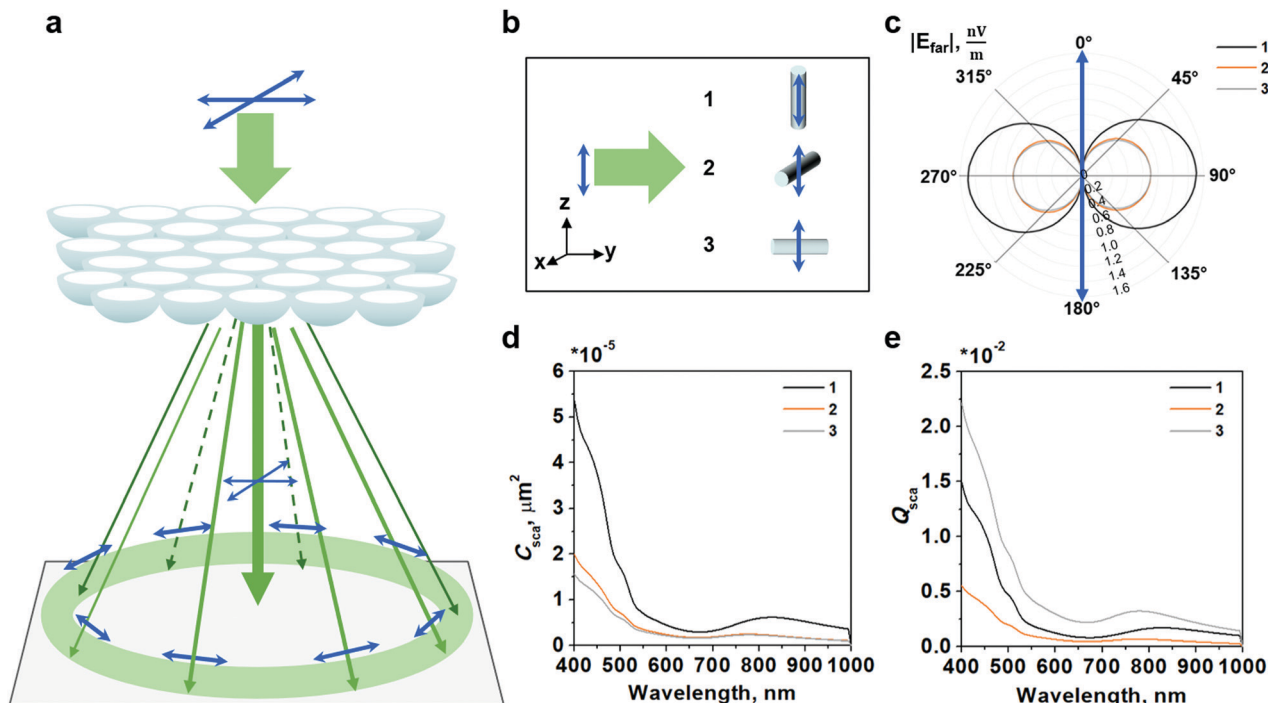 a
b
1
2
3
z
x
y
c
|E_far|, nV/m
0°
45°
90°
135°
180°
225°
270°
315°
0
0.2
0.4
0.6
0.8
1.0
1.2
1.4
1.6
1
2
3
d
*10^-5
6
5
4
3
2
1
0
C_sca, μm²
400 500 600 700 800 900 1000
Wavelength, nm
1
2
3
e
*10^-2
2.5
2.0
1.5
1.0
0.5
0.0
Q_sca
400 500 600 700 800 900 1000
Wavelength, nm
1
2
3